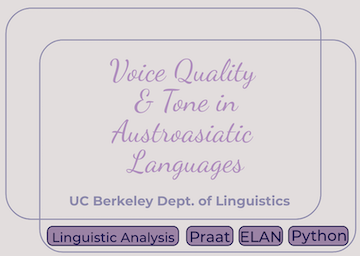 Voice Quality
& Tone in
Austroasiatic
Languages
UC Berkeley Dept. of Linguistics
Linguistic Analysis Praat ELAN Python